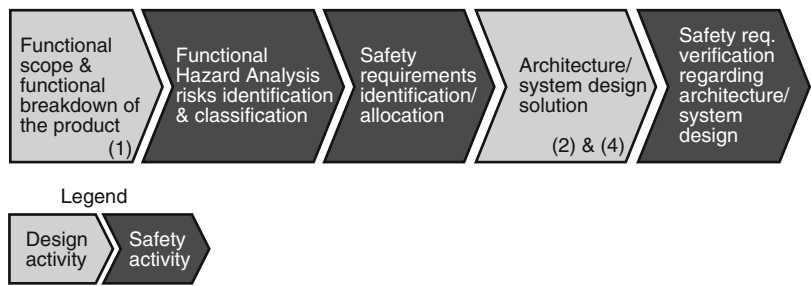 Functional
scope &
functional
breakdown of
the product
(1)
Functional
Hazard Analysis
risks identification
& classification
Safety
requirements
identification/
allocation
Architecture/
system design
solution
(2) & (4)
Safety req.
verification
regarding
architecture/
system
design
Legend
Design
activity
Safety
activity